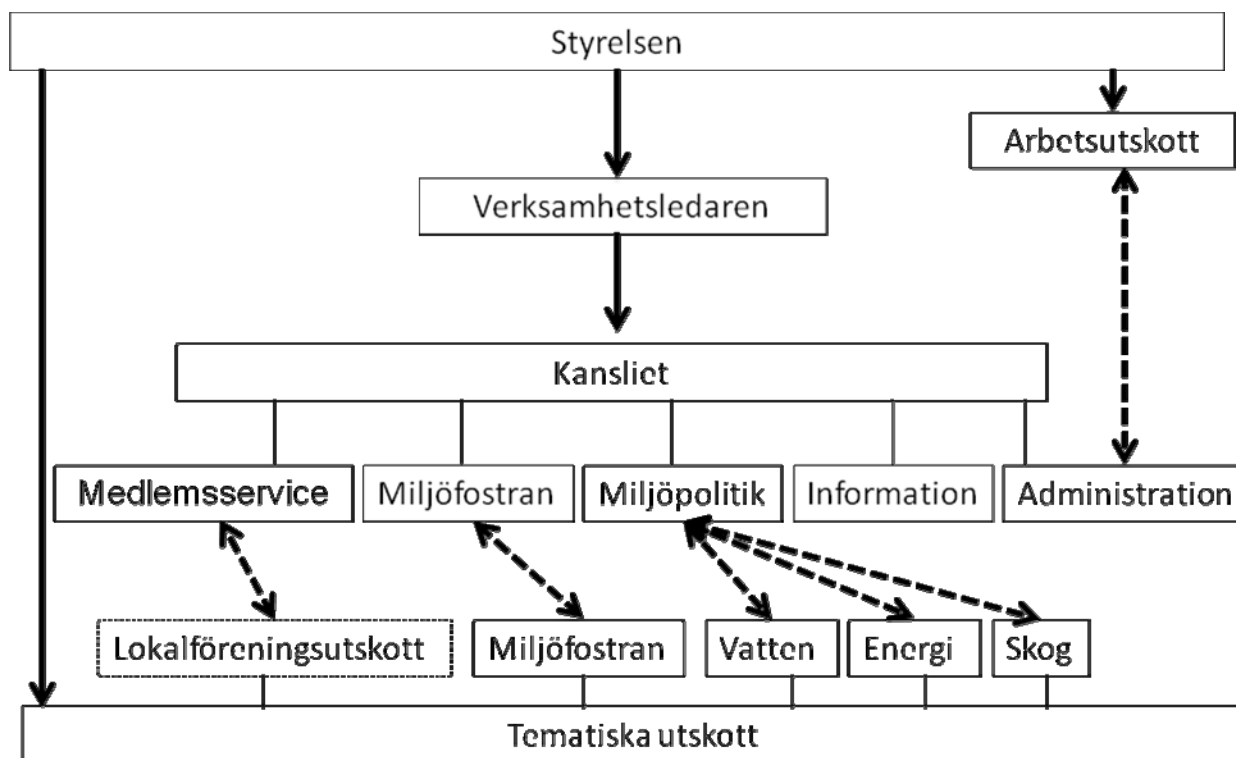 Styrelsen
Arbetsutskott
Verksamhetsledaren
Kansliet
Medlemsservice
Miljöfostran
Miljöpolitik
Information
Administration
Lokalföreningsutskott
Miljöfostran
Vatten
Energi
Skog
Tematiska utskott